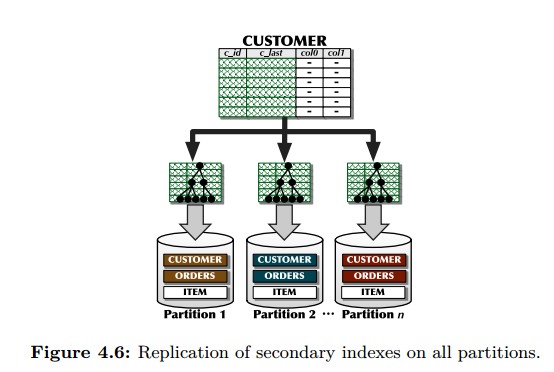 CUSTOMER
c_id c_last col0 col1
- -
- -
- -
- -
- -
- -
CUSTOMER CUSTOMER CUSTOMER
ORDERS ORDERS ORDERS
ITEM ITEM ITEM
Partition 1 Partition 2 ··· Partition n
Figure 4.6: Replication of secondary indexes on all partitions.